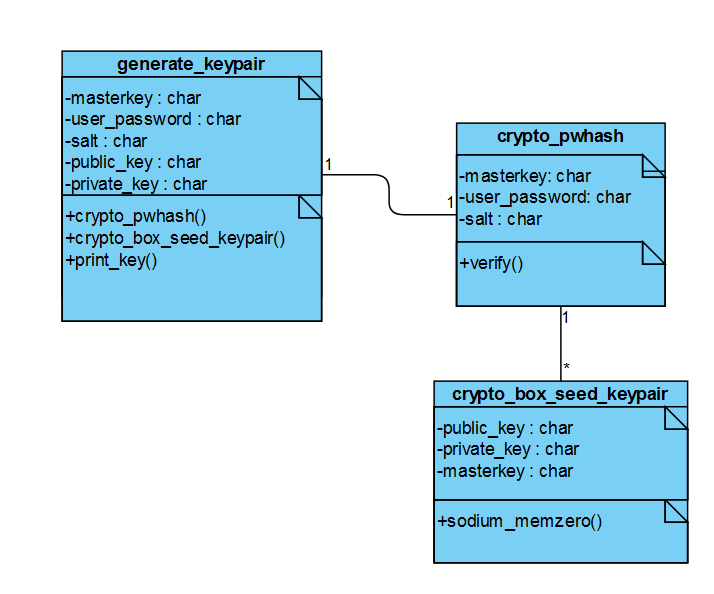 generate_keypair
-masterkey : char
-user_password : char
-salt : char
-public_key : char
-private_key : char
+crypto_pwhash()
+crypto_box_seed_keypair()
+print_key()
1
1
crypto_pwhash
-masterkey: char
-user_password: char
-salt : char
+verify()
1
*
crypto_box_seed_keypair
-public_key : char
-private_key : char
-masterkey : char
+sodium_memzero()